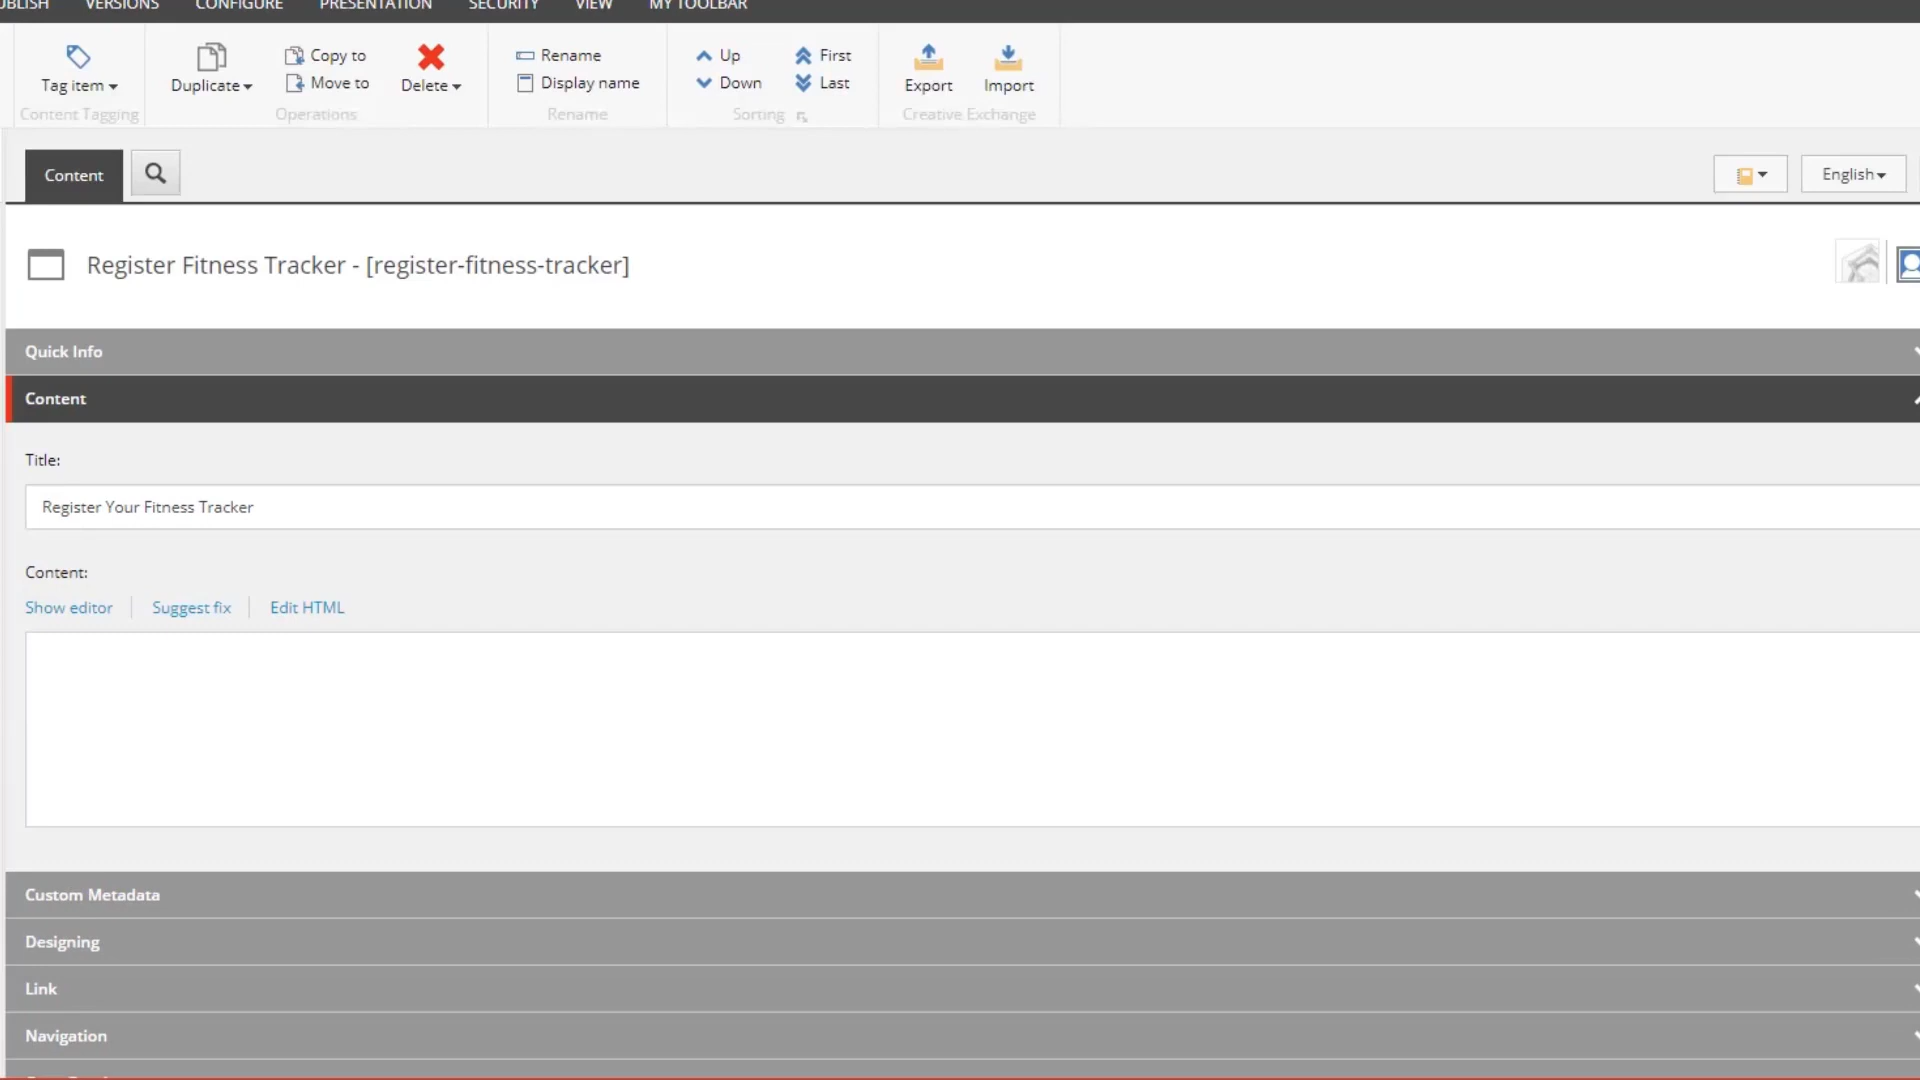 VERSIONS CONFIGURE PRESENTATION SECURITY VIEW MY TOOLBAR
Tag item
Content Tagging
Duplicate
Copy to
Move to
Delete
Operations
Rename
Display name
Rename
Up
Down
First
Last
Sorting
Export
Import
Creative Exchange
Content
English
Register Fitness Tracker - [register-fitness-tracker]
Quick Info
Content
Title:
Register Your Fitness Tracker
Content:
Show editor Suggest fix Edit HTML
Custom Metadata
Designing
Link
Navigation